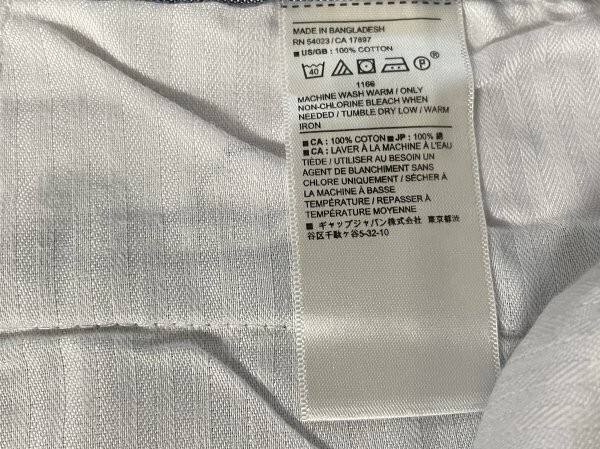 MADE IN BANGLADESH
RN 54023 / CA 17897
■ US/GB : 100% COTTON
40 P
1166
MACHINE WASH WARM / ONLY
NON-CHLORINE BLEACH WHEN
NEEDED / TUMBLE DRY LOW / WARM
IRON
■ CA : 100% COTON ■ JP : 100% 綿
■ CA : LAVER À LA MACHINE À L'EAU
TIÈDE / UTILISER AU BESOIN UN
AGENT DE BLANCHIMENT SANS
CHLORE UNIQUEMENT / SÉCHER À
LA MACHINE À BASSE
TEMPÉRATURE / REPASSER À
TEMPÉRATURE MOYENNE
■ ギャップジャパン株式会社 東京都渋
谷区千駄ヶ谷5-32-10